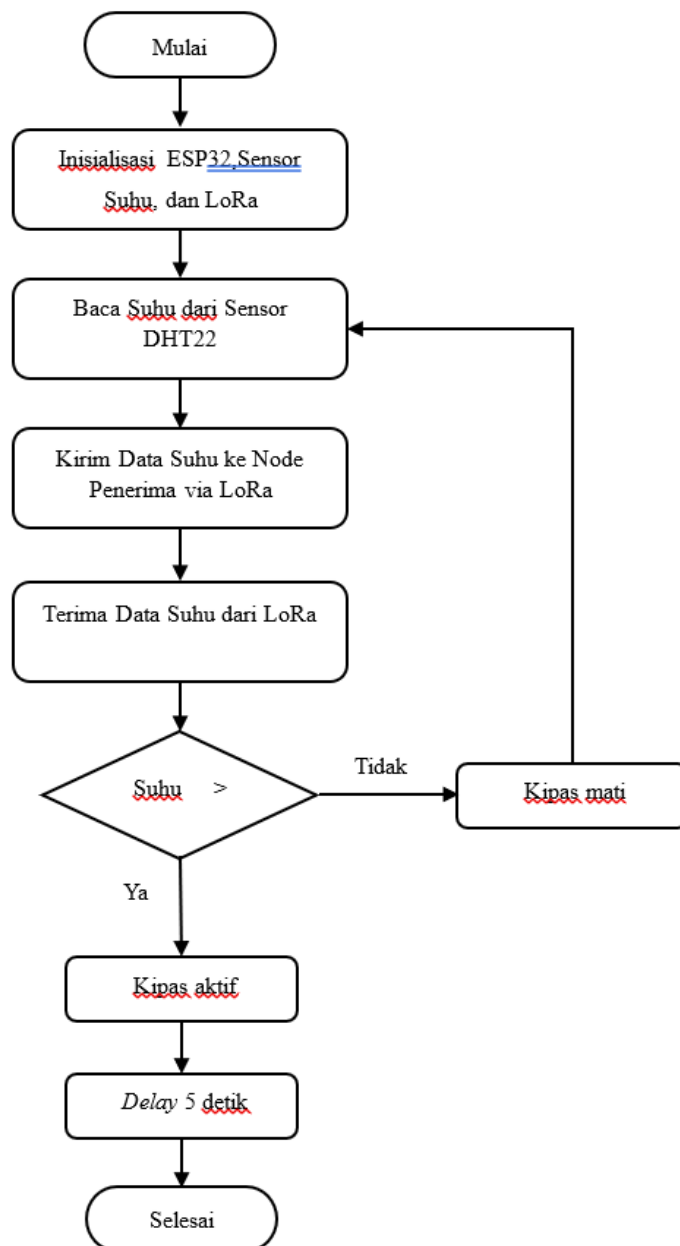 Mulai
Inisialisasi ESP32,Sensor
Suhu, dan LoRa
Baca Suhu dari Sensor
DHT22
Kirim Data Suhu ke Node
Penerima via LoRa
Terima Data Suhu dari LoRa
Suhu >
Tidak
Kipas mati
Ya
Kipas aktif
Delay 5 detik
Selesai